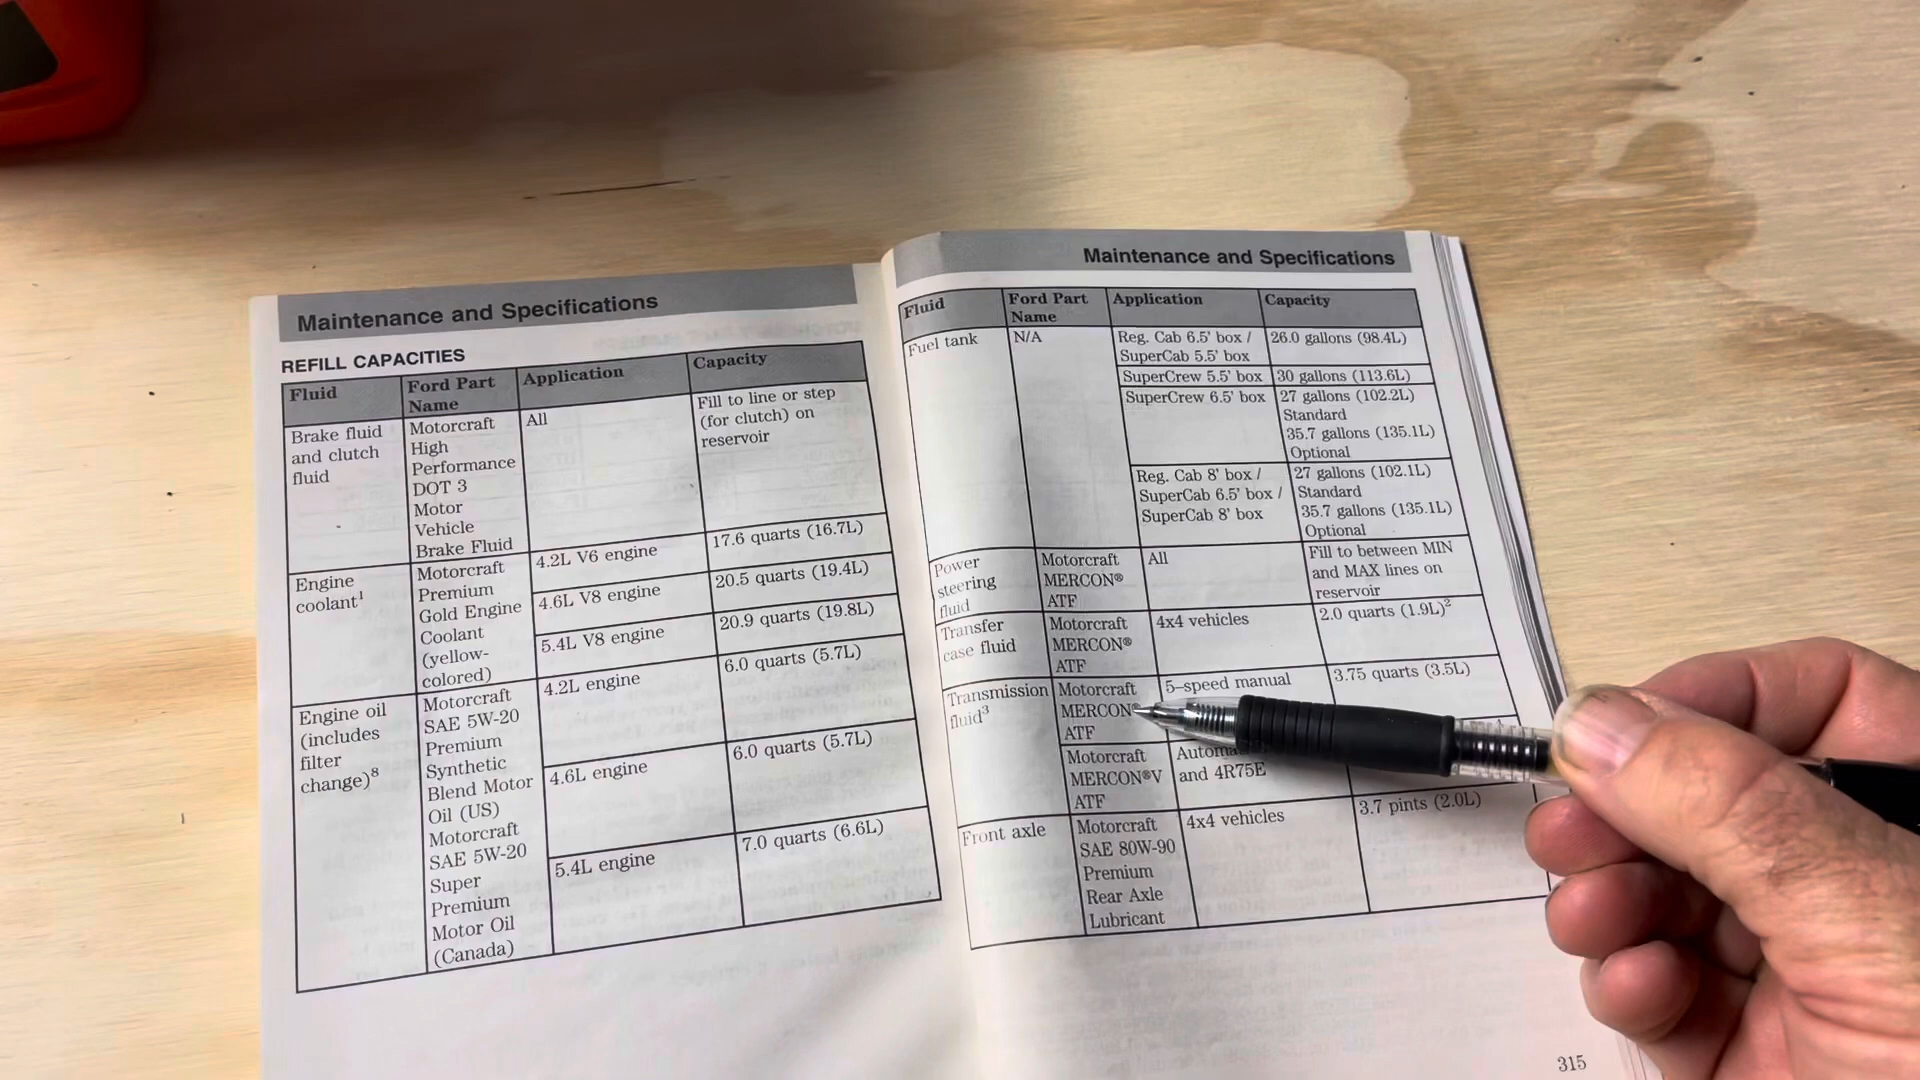 Maintenance and Specifications
REFILL CAPACITIES
Fluid
Ford Part
Name
Application
Capacity
Brake fluid
and clutch
fluid
Motorcraft
High
Performance
DOT 3
Motor
Vehicle
Brake Fluid
All
Fill to line or step
(for clutch) on
reservoir
Engine
coolant¹
Motorcraft
Premium
Gold Engine
Coolant
(yellow-
colored)
4.2L V6 engine
17.6 quarts (16.7L)
4.6L V8 engine
20.5 quarts (19.4L)
5.4L V8 engine
20.9 quarts (19.8L)
Engine oil
(includes
filter
change)⁸
Motorcraft
SAE 5W-20
Premium
Synthetic
Blend Motor
Oil (US)
Motorcraft
SAE 5W-20
Super
Premium
Motor Oil
(Canada)
4.2L engine
6.0 quarts (5.7L)
4.6L engine
6.0 quarts (5.7L)
5.4L engine
7.0 quarts (6.6L)
Maintenance and Specifications
Fluid
Ford Part
Name
Application
Capacity
Fuel tank
N/A
Reg. Cab 6.5' box /
SuperCab 5.5' box
26.0 gallons (98.4L)
SuperCrew 5.5' box
30 gallons (113.6L)
SuperCrew 6.5' box
27 gallons (102.2L)
Standard
35.7 gallons (135.1L)
Optional
Reg. Cab 8' box /
SuperCab 6.5' box /
SuperCab 8' box
27 gallons (102.1L)
Standard
35.7 gallons (135.1L)
Optional
Power
steering
fluid
Motorcraft
MERCON®
ATF
All
Fill to between MIN
and MAX lines on
reservoir
Transfer
case fluid
Motorcraft
MERCON®
ATF
4x4 vehicles
2.0 quarts (1.9L)²
Transmission
fluid³
Motorcraft
MERCON®
ATF
5–speed manual
3.75 quarts (3.5L)
Motorcraft
MERCON®V
ATF
and 4R75E
Front axle
Motorcraft
SAE 80W-90
Premium
Rear Axle
Lubricant
4x4 vehicles
3.7 pints (2.0L)
315